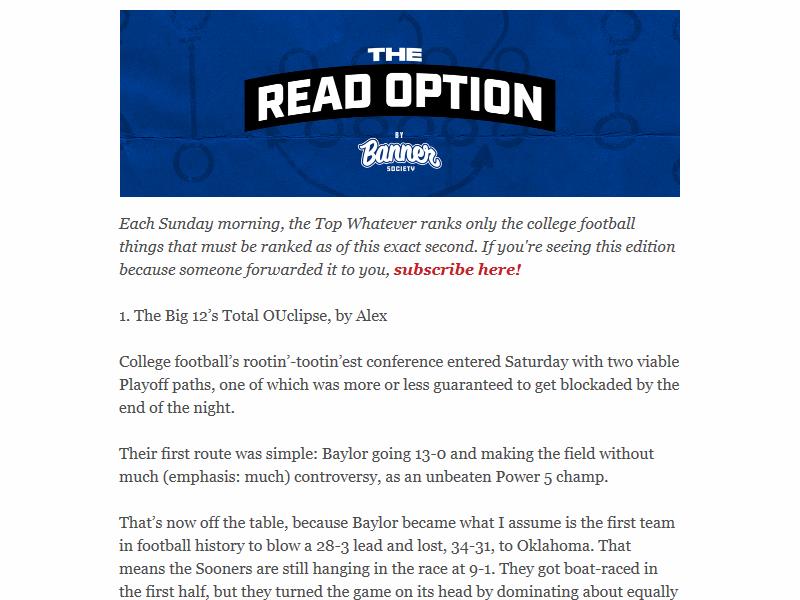 THE
READ OPTION
BY
Banner
SOCIETY
Each Sunday morning, the Top Whatever ranks only the college football
things that must be ranked as of this exact second. If you're seeing this edition
because someone forwarded it to you, subscribe here!
1. The Big 12’s Total OUclipse, by Alex
College football’s rootin’-tootin’est conference entered Saturday with two viable
Playoff paths, one of which was more or less guaranteed to get blockaded by the
end of the night.
Their first route was simple: Baylor going 13-0 and making the field without
much (emphasis: much) controversy, as an unbeaten Power 5 champ.
That’s now off the table, because Baylor became what I assume is the first team
in football history to blow a 28-3 lead and lost, 34-31, to Oklahoma. That
means the Sooners are still hanging in the race at 9-1. They got boat-raced in
the first half, but they turned the game on its head by dominating about equally